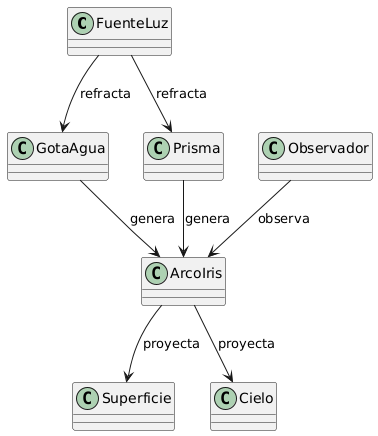 C FuenteLuz
refracta refracta
C GotaAgua C Prisma C Observador
genera genera observa
C ArcoIris
proyecta proyecta
C Superficie C Cielo